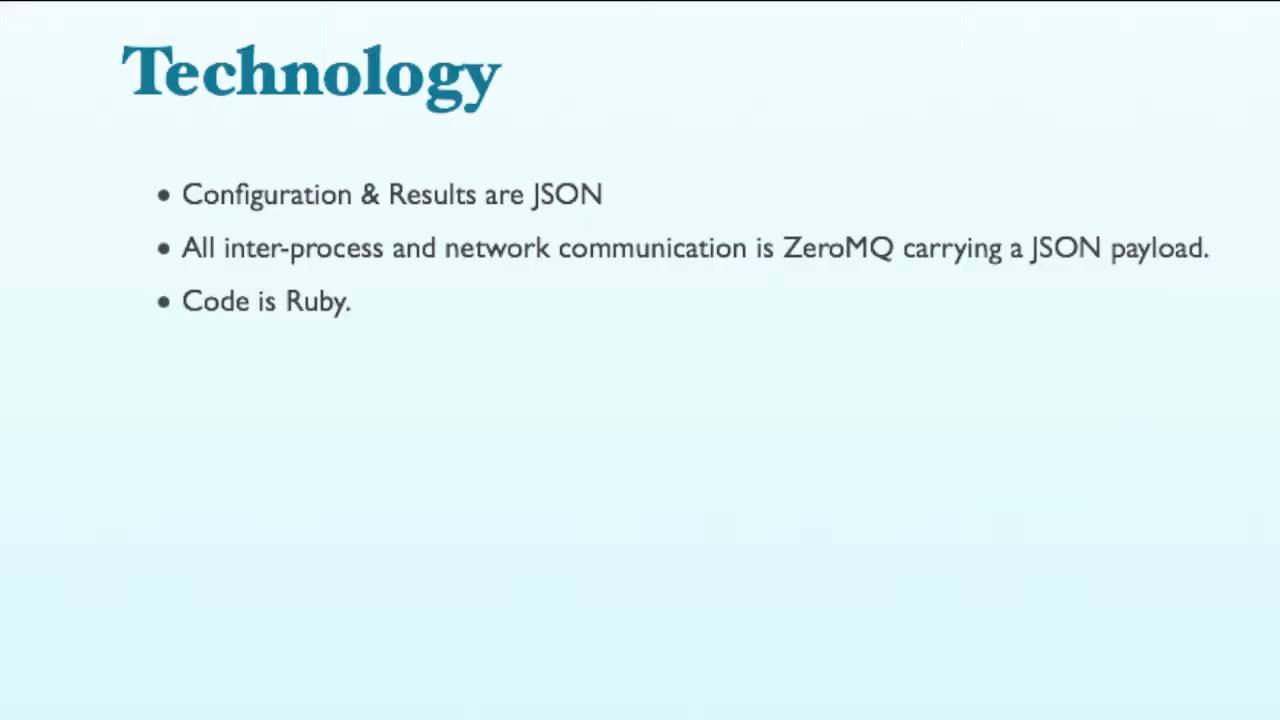 Technology
• Configuration & Results are JSON
• All inter-process and network communication is ZeroMQ carrying a JSON payload.
• Code is Ruby.